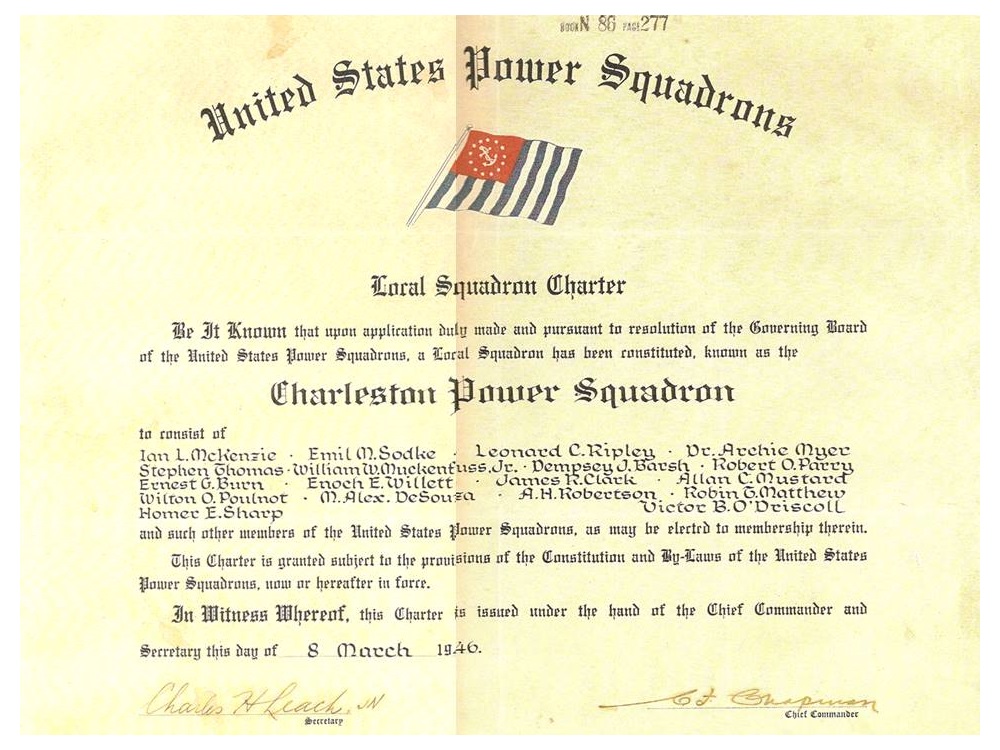 BOOK N 86 PAGE 277
United States Power Squadrons
Local Squadron Charter
Be It Known that upon application duly made and pursuant to resolution of the Governing Board
of the United States Power Squadrons, a Local Squadron has been constituted, known as the
Charleston Power Squadron
to consist of
Ian L. McKenzie · Emil M. Sodke · Leonard C. Ripley · Dr. Archie Myer
Stephen Thomas · William W. Muckenfuss, Jr. · Dempsey J. Barsh · Robert O. Parry
Ernest G. Burn · Enoch E. Willett · James R. Clark · Allan C. Mustard
Wilton O. Poulnot · M. Alex. DeSouza · A.H. Robertson · Robin G. Matthew
Homer E. Sharp Victor B. O'Driscoll
and such other members of the United States Power Squadrons, as may be elected to membership therein.
This Charter is granted subject to the provisions of the Constitution and By-Laws of the United States
Power Squadrons, now or hereafter in force.
In Witness Whereof, this Charter is issued under the hand of the Chief Commander and
Secretary this day of 8 March 1946.
Charles H Leach, JN C F Chapman
Secretary Chief Commander